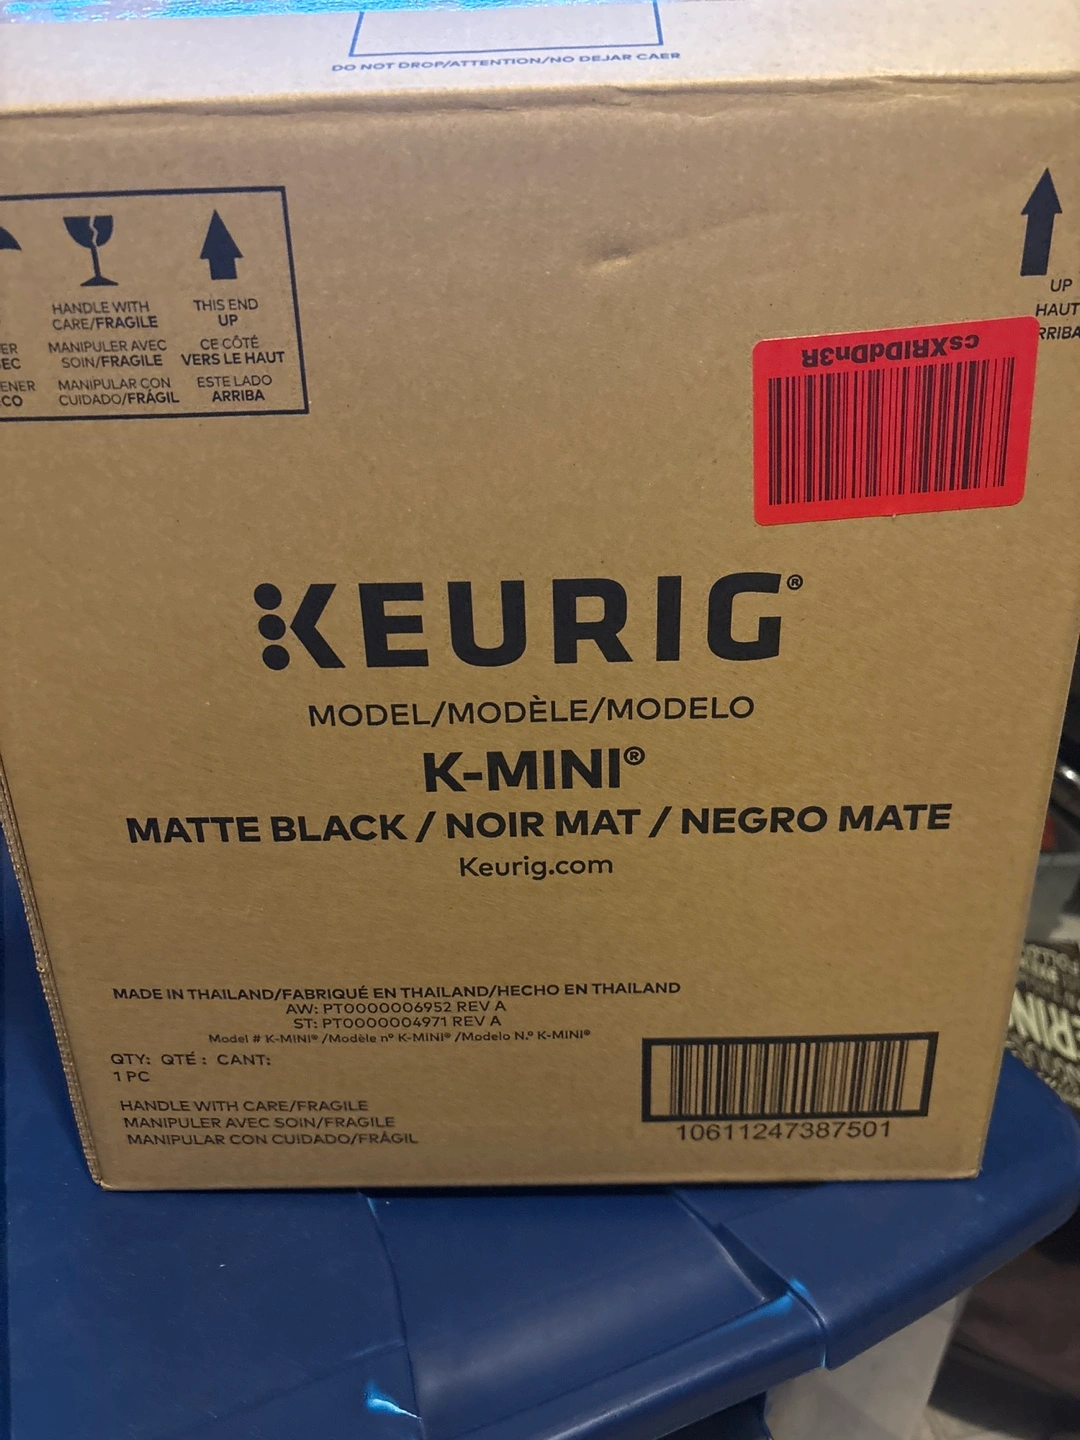 DO NOT DROP/ATTENTION/NO DEJAR CAER
HANDLE WITH
CARE/FRAGILE
MANIPULER AVEC
SOIN/FRAGILE
MANIPULAR CON
CUIDADO/FRÁGIL
THIS END
UP
CE CÔTÉ
VERS LE HAUT
ESTE LADO
ARRIBA
UP
HAUT
csXRIDdDn3R
KEURIG®
MODEL/MODÈLE/MODELO
K-MINI®
MATTE BLACK / NOIR MAT / NEGRO MATE
Keurig.com
MADE IN THAILAND/FABRIQUÉ EN THAILAND/HECHO EN THAILAND
AW: PT0000006952 REV A
ST: PT0000004971 REV A
Model # K-MINI® /Modèle nº K-MINI® /Modelo N.º K-MINI®
QTY: QTÉ : CANT:
1 PC
HANDLE WITH CARE/FRAGILE
MANIPULER AVEC SOIN/FRAGILE
MANIPULAR CON CUIDADO/FRÁGIL
10611247387501